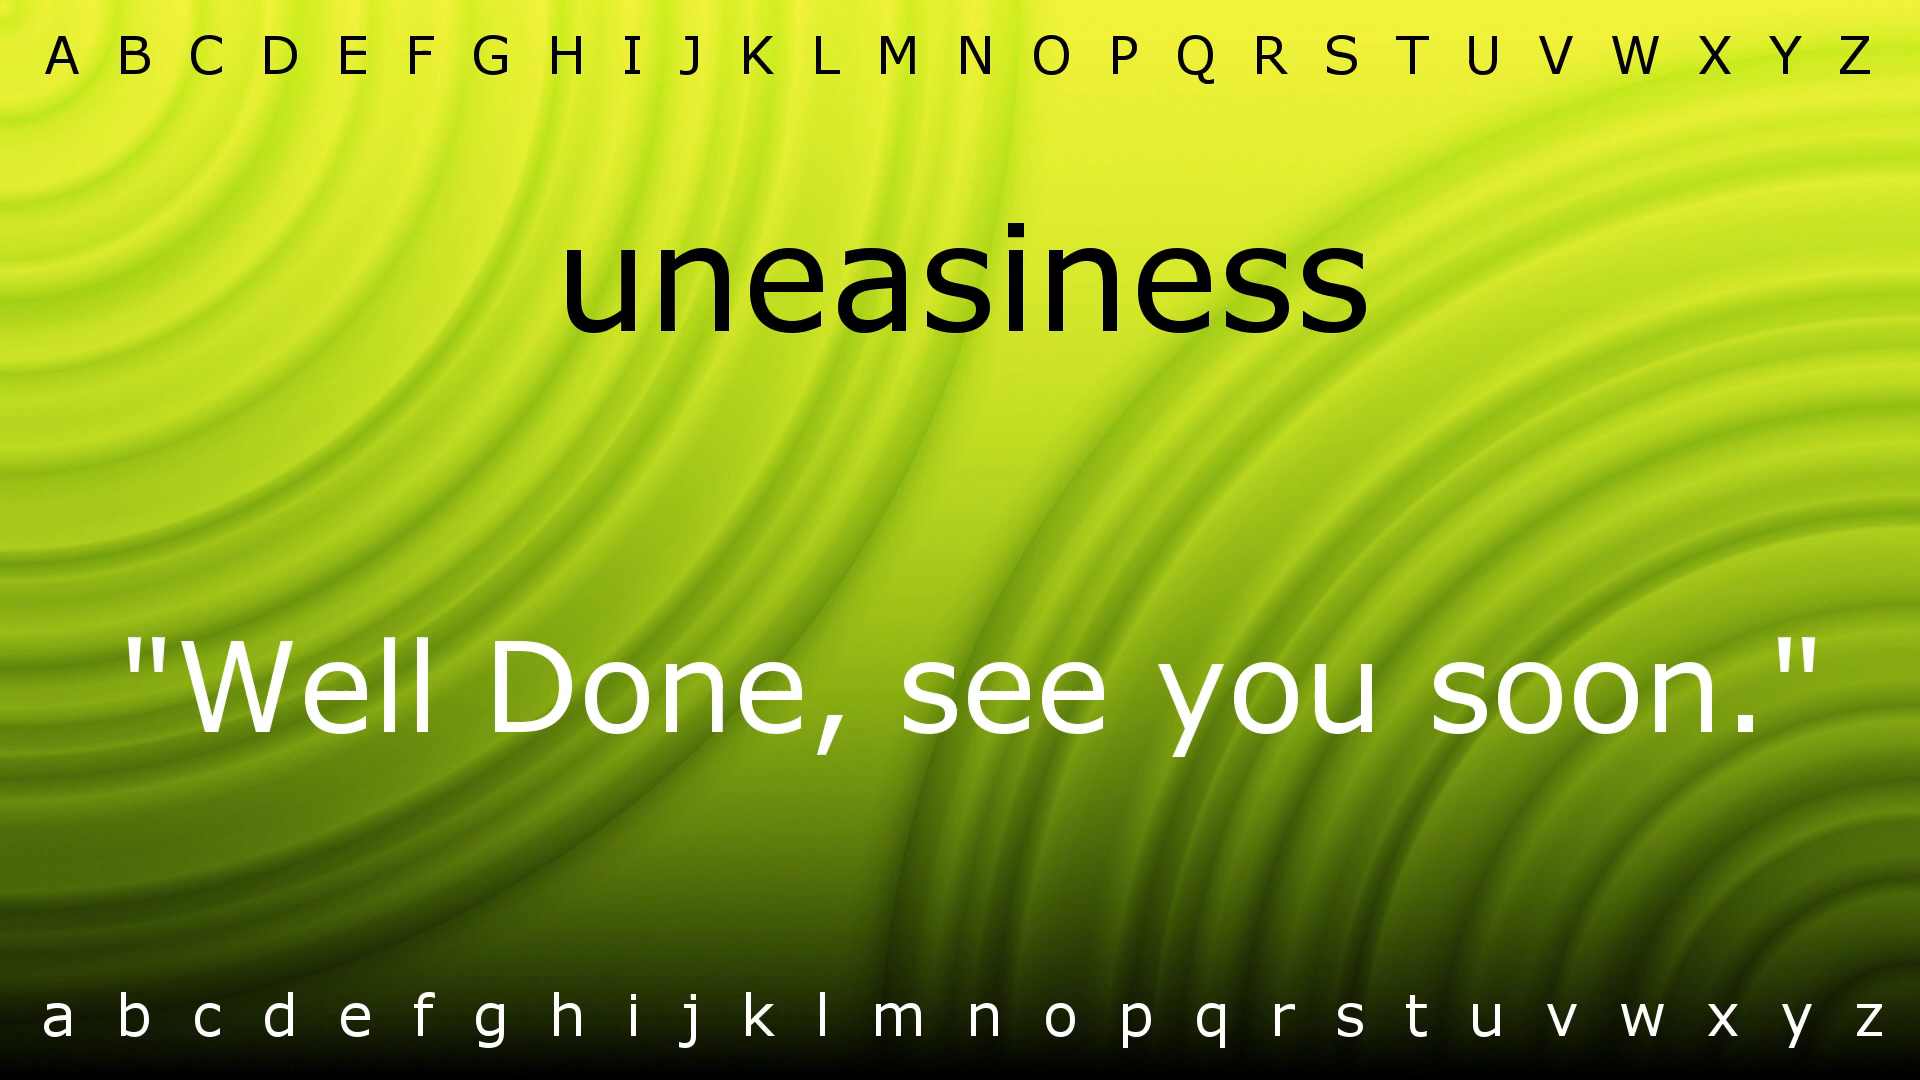 A B C D E F G H I J K L M N O P Q R S T U V W X Y Z
uneasiness
"Well Done, see you soon."
a b c d e f g h i j k l m n o p q r s t u v w x y z